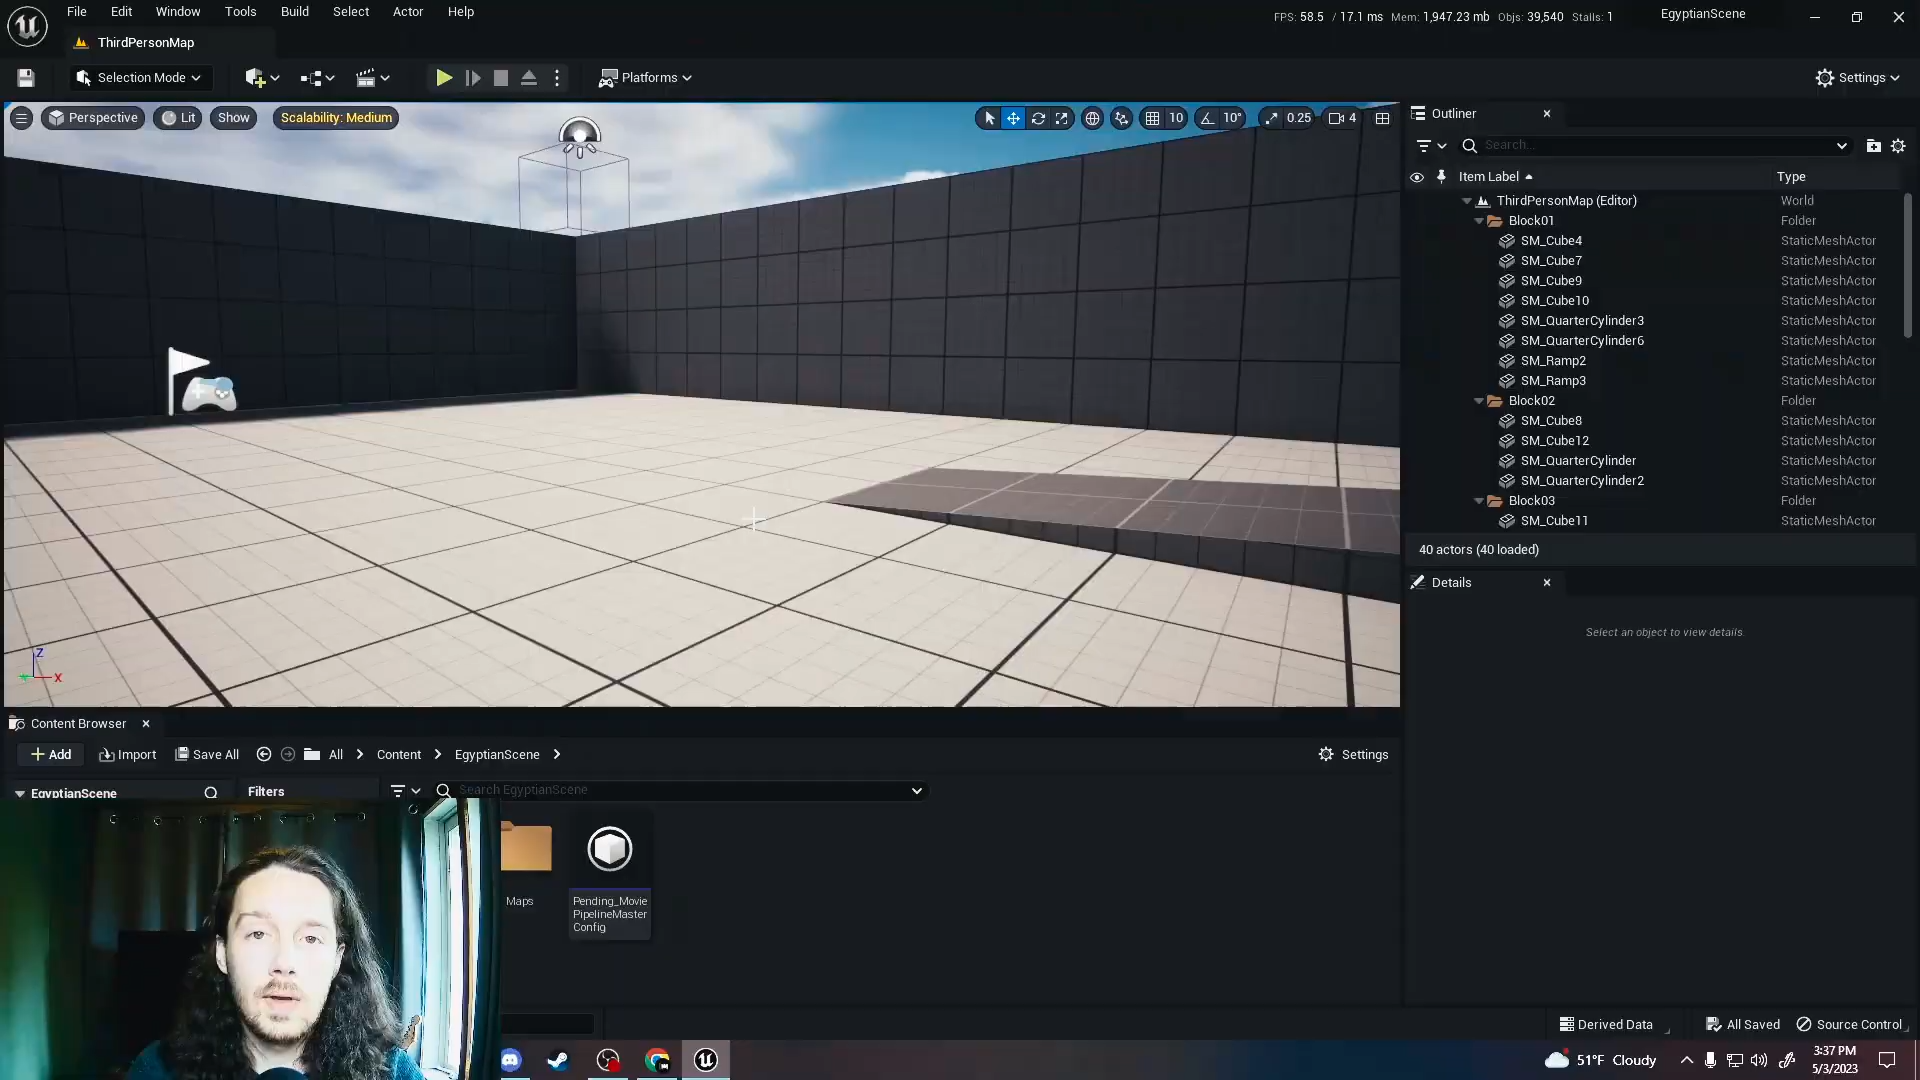 File Edit Window Tools Build Select Actor Help
FPS: 58.5 / 17.1 ms Mem: 1,947.23 mb Objs: 39,540 Stalls: 1
EgyptianScene
ThirdPersonMap
Selection Mode
Platforms
Settings
Perspective Lit Show Scalability: Medium
10 10° 0.25 4
Outliner
Search...
Item Label Type
ThirdPersonMap (Editor) World
Block01 Folder
SM_Cube4 StaticMeshActor
SM_Cube7 StaticMeshActor
SM_Cube9 StaticMeshActor
SM_Cube10 StaticMeshActor
SM_QuarterCylinder3 StaticMeshActor
SM_QuarterCylinder6 StaticMeshActor
SM_Ramp2 StaticMeshActor
SM_Ramp3 StaticMeshActor
Block02 Folder
SM_Cube8 StaticMeshActor
SM_Cube12 StaticMeshActor
SM_QuarterCylinder StaticMeshActor
SM_QuarterCylinder2 StaticMeshActor
Block03 Folder
SM_Cube11 StaticMeshActor
40 actors (40 loaded)
Details
Select an object to view details.
Z
X
Content Browser
Add Import Save All All Content EgyptianScene Settings
EgyptianScene Filters Search EgyptianScene
Maps
Pending_Movie
PipelineMaster
Config
Derived Data All Saved Source Control
51°F Cloudy
3:37 PM
5/3/2023